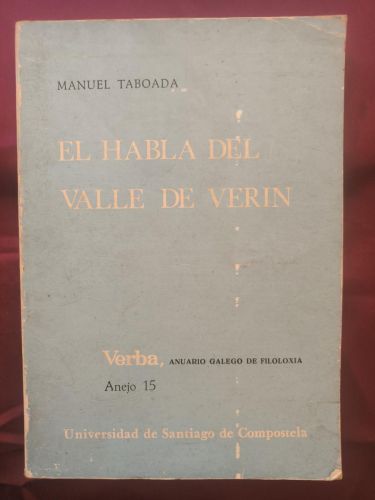 MANUEL TABOADA
EL HABLA DEL
VALLE DE VERIN
Verba, ANUARIO GALEGO DE FILOLOXIA
Anejo 15
Universidad de Santiago de Compostela